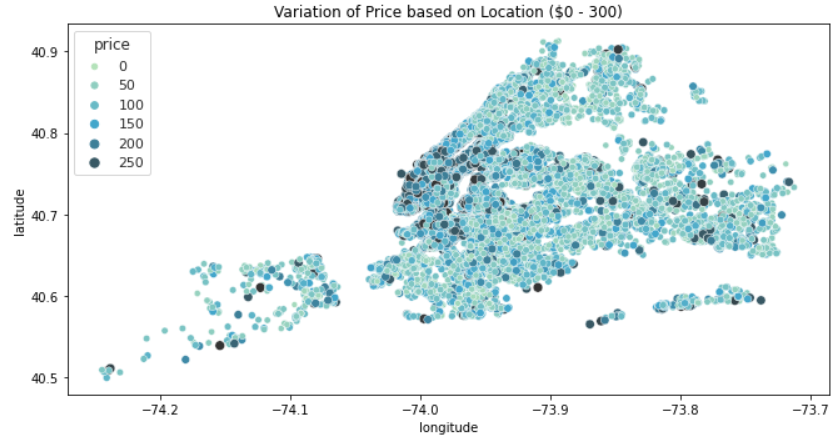 Variation of Price based on Location ($0 - 300)
price
0
50
100
150
200
250
40.9
40.8
40.7
40.6
40.5
latitude
−74.2 −74.1 −74.0 −73.9 −73.8 −73.7
longitude